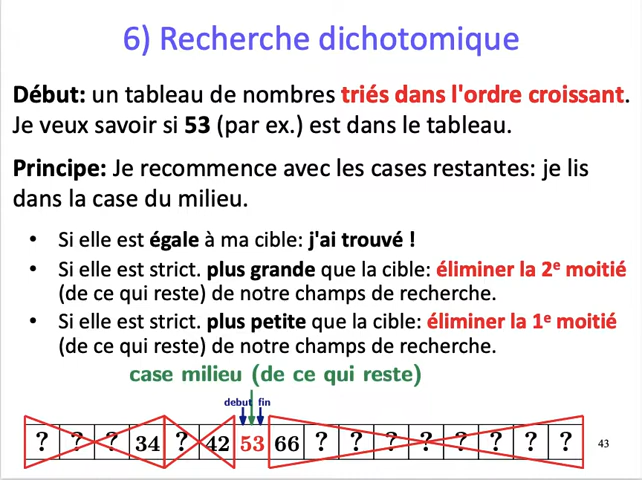 6) Recherche dichotomique
Début: un tableau de nombres triés dans l'ordre croissant.
Je veux savoir si 53 (par ex.) est dans le tableau.
Principe: Je recommence avec les cases restantes: je lis
dans la case du milieu.
• Si elle est égale à ma cible: j'ai trouvé !
• Si elle est strict. plus grande que la cible: éliminer la 2e moitié
(de ce qui reste) de notre champs de recherche.
• Si elle est strict. plus petite que la cible: éliminer la 1e moitié
(de ce qui reste) de notre champs de recherche.
case milieu (de ce qui reste)
debut fin
? ? ? 34 ? 42 53 66 ? ? ? ? ? ? ? ?
43